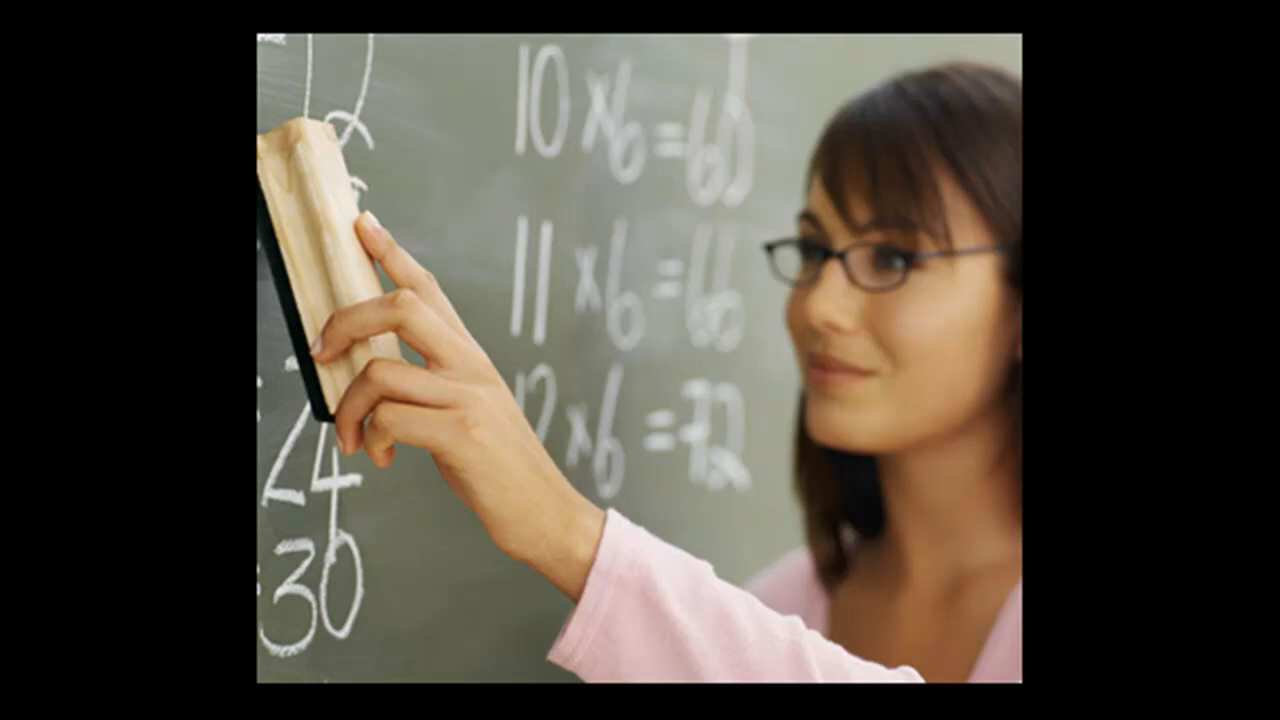 10 x 6 = 60
11 x 6 = 66
12 x 6 = 72
24
30